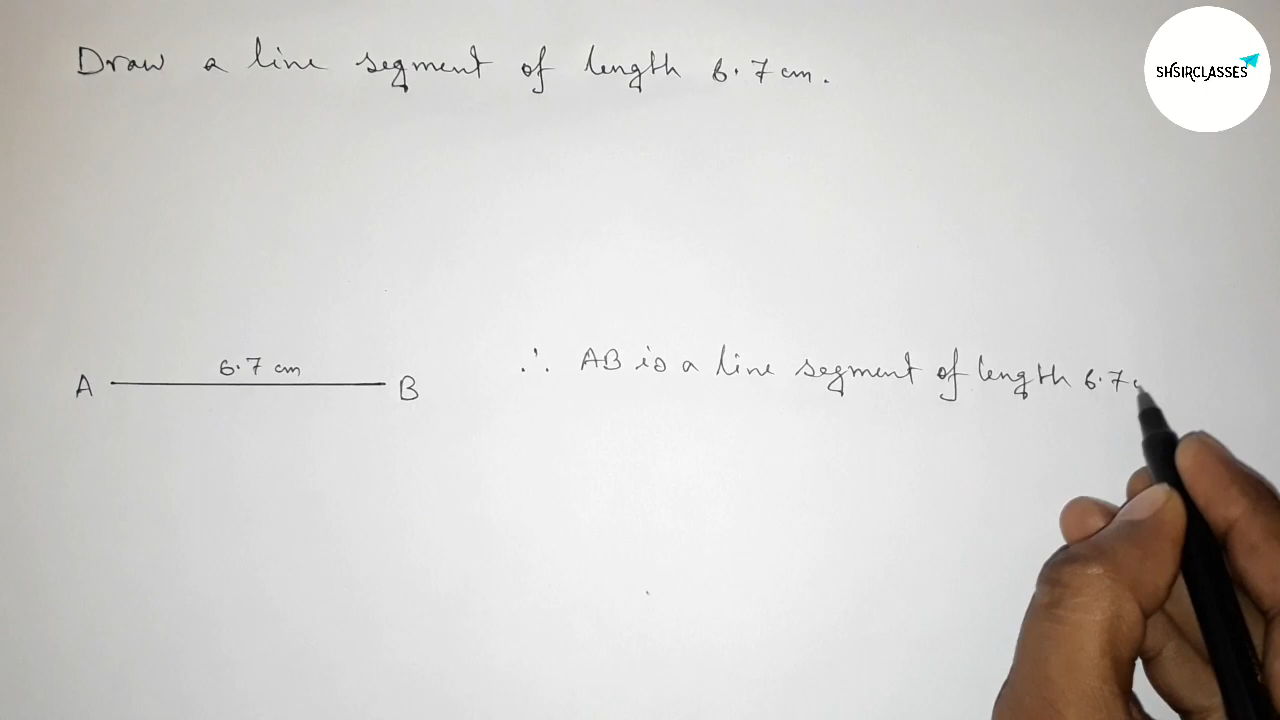 Draw a line segment of length 6.7 cm.
SHSIRCLASSES
6.7 cm
A B
∴ AB is a line segment of length 6.7c